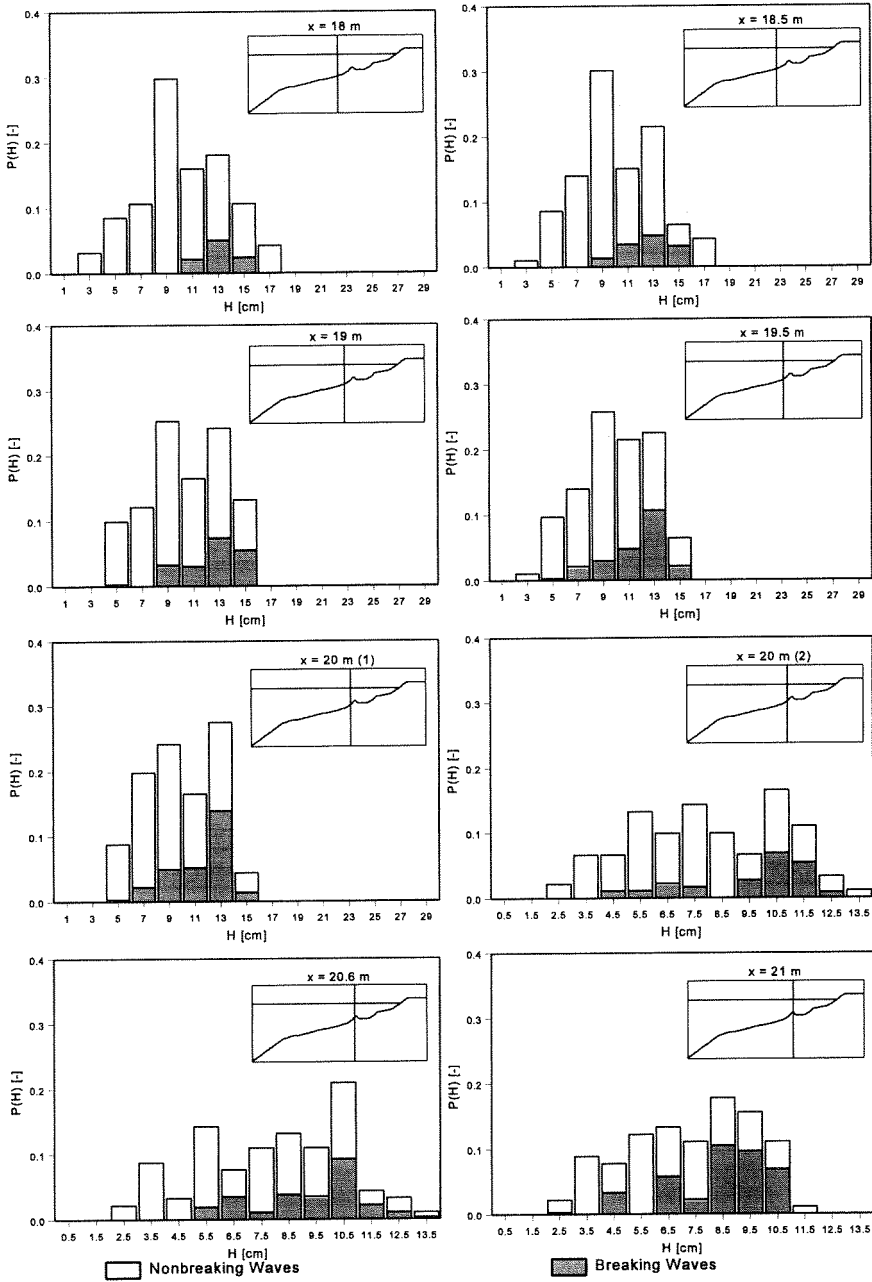 x = 18 m
0.4
0.3
0.2
0.1
0.0
P(H) [-]
1 3 5 7 9 11 13 15 17 19 21 23 25 27 29
H [cm]
x = 18.5 m
0.4
0.3
0.2
0.1
0.0
P(H) [-]
1 3 5 7 9 11 13 15 17 19 21 23 25 27 29
H [cm]
x = 19 m
0.4
0.3
0.2
0.1
0.0
P(H) [-]
1 3 5 7 9 11 13 15 17 19 21 23 25 27 29
H [cm]
x = 19.5 m
0.4
0.3
0.2
0.1
0.0
P(H) [-]
1 3 5 7 9 11 13 15 17 19 21 23 25 27 29
H [cm]
x = 20 m (1)
0.4
0.3
0.2
0.1
0.0
P(H) [-]
1 3 5 7 9 11 13 15 17 19 21 23 25 27 29
H [cm]
x = 20 m (2)
0.4
0.3
0.2
0.1
0.0
P(H) [-]
0.5 1.5 2.5 3.5 4.5 5.5 6.5 7.5 8.5 9.5 10.5 11.5 12.5 13.5
H [cm]
x = 20.6 m
0.4
0.3
0.2
0.1
0.0
P(H) [-]
0.5 1.5 2.5 3.5 4.5 5.5 6.5 7.5 8.5 9.5 10.5 11.5 12.5 13.5
H [cm]
x = 21 m
0.4
0.3
0.2
0.1
0.0
P(H) [-]
0.5 1.5 2.5 3.5 4.5 5.5 6.5 7.5 8.5 9.5 10.5 11.5 12.5 13.5
H [cm]
Nonbreaking Waves
Breaking Waves